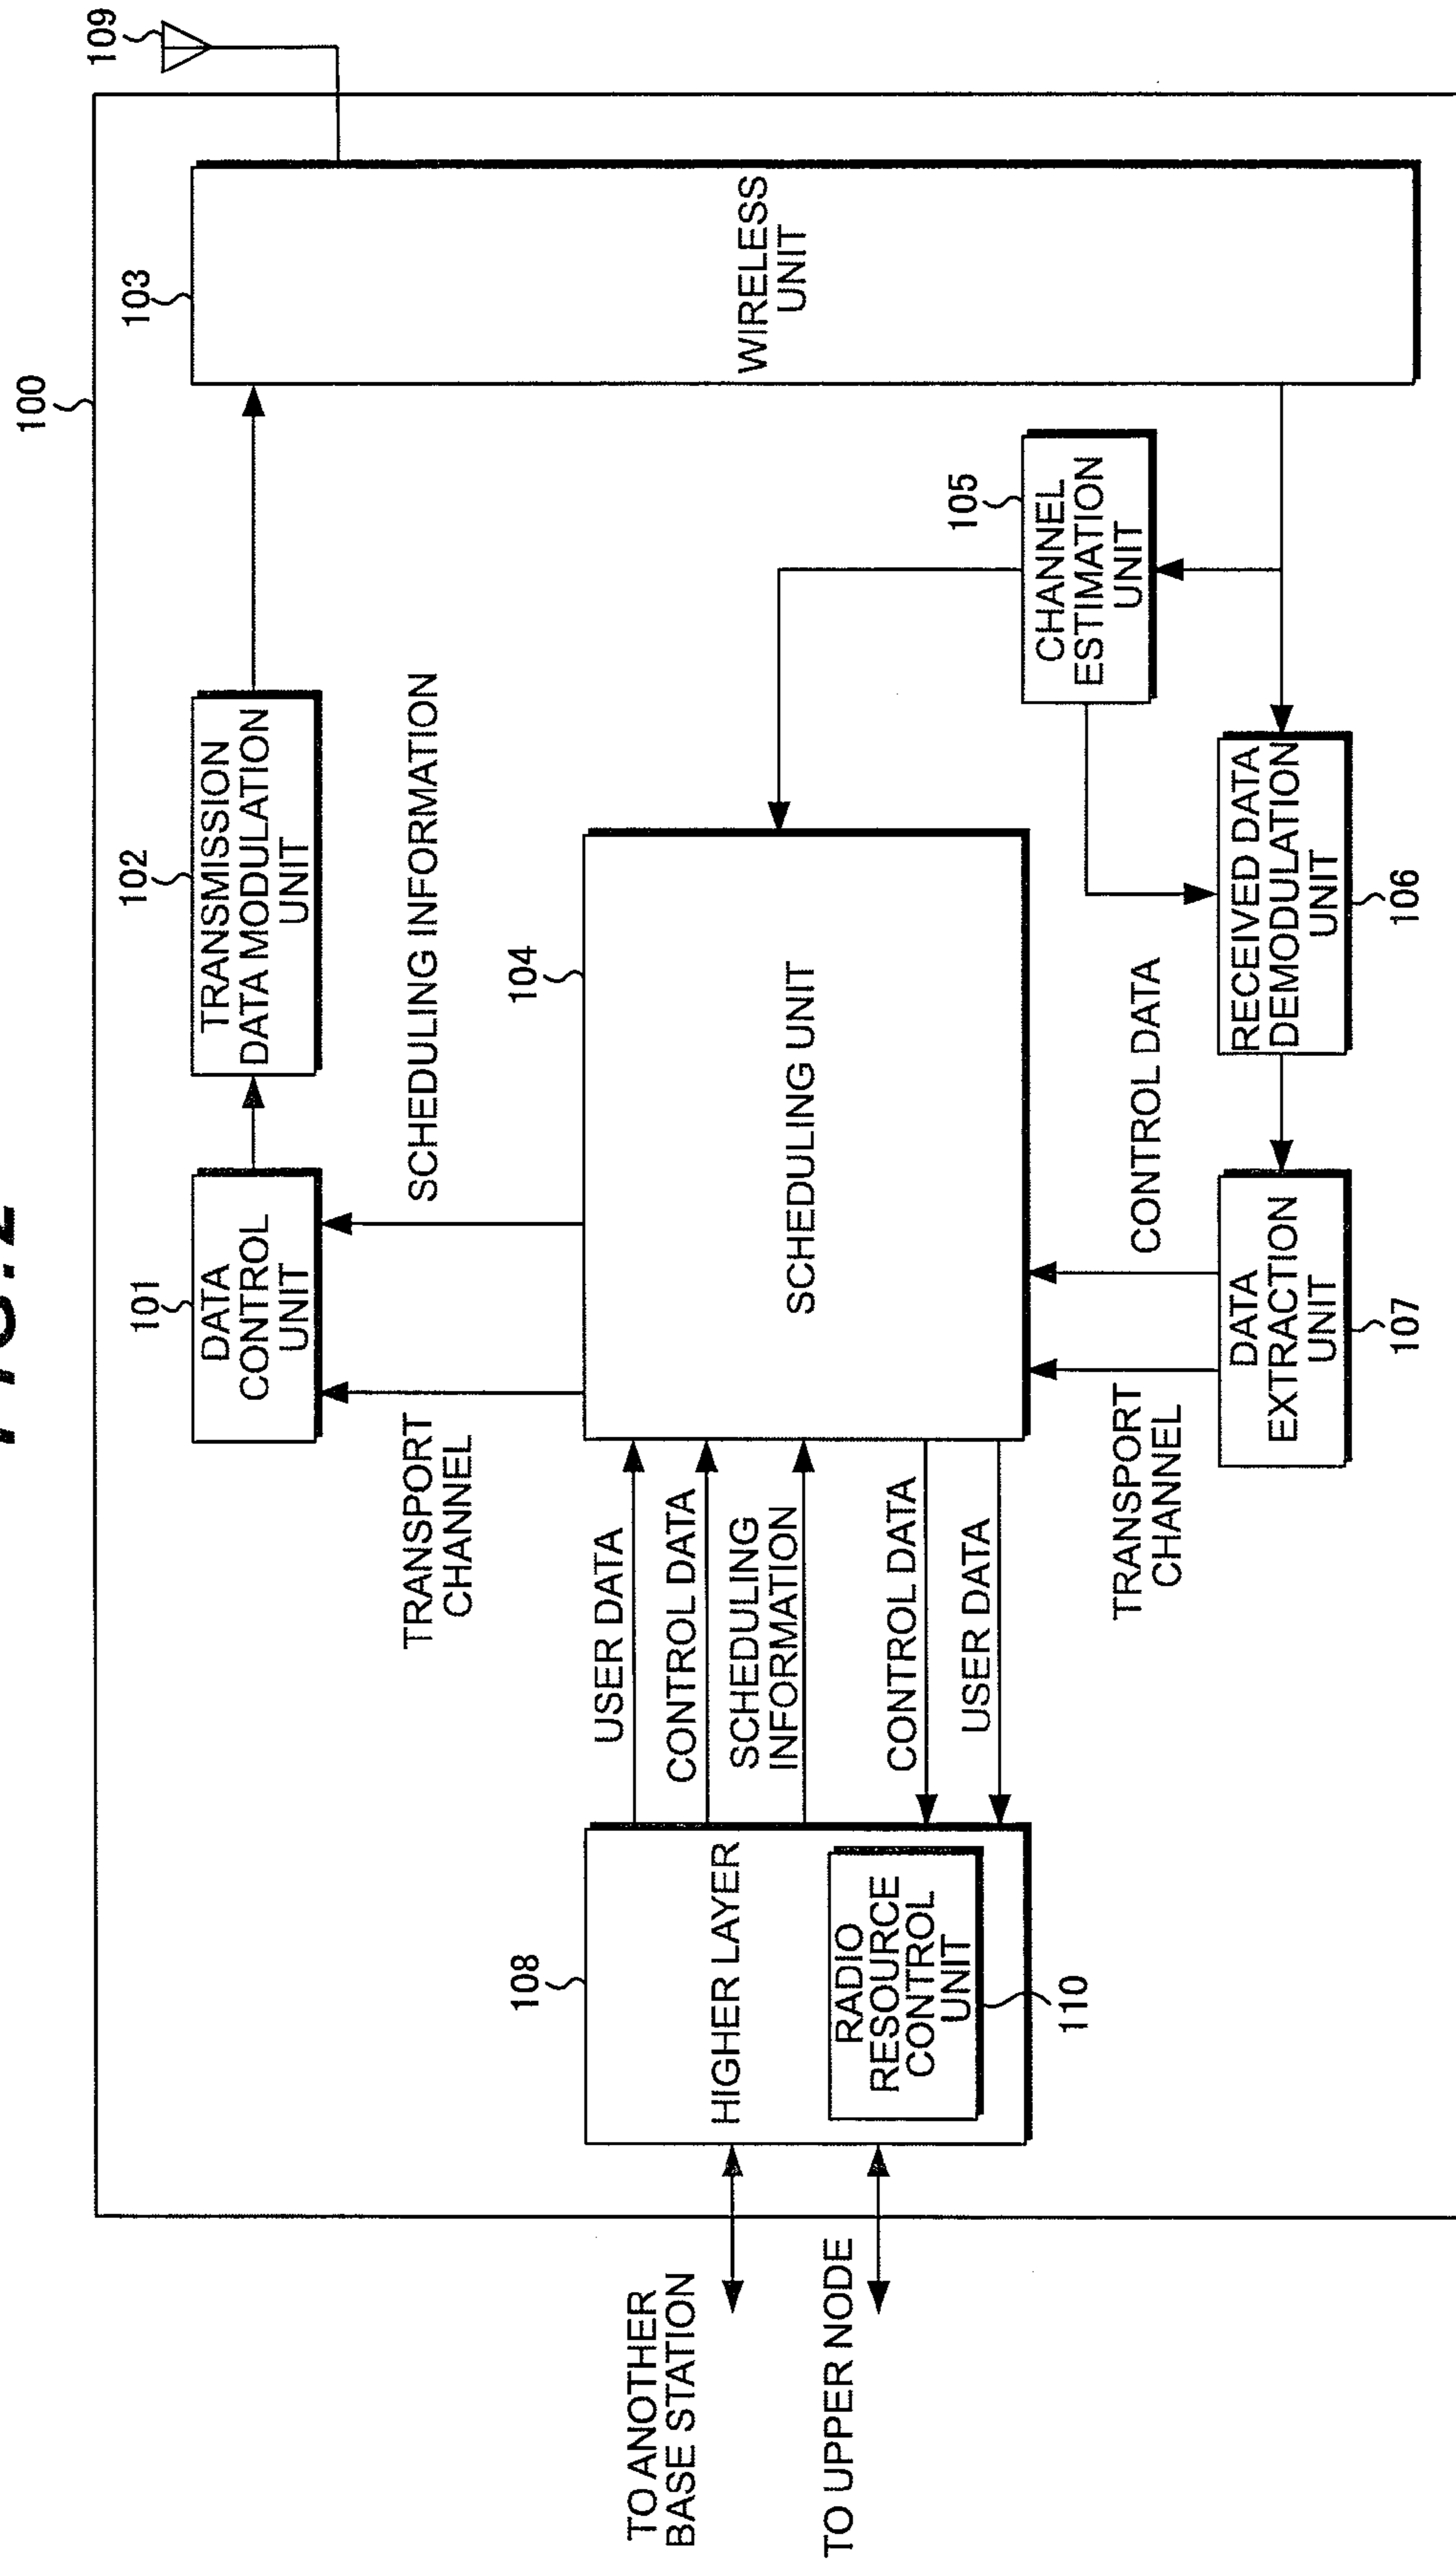 100
109
101
DATA
CONTROL
UNIT
102
TRANSMISSION
DATA MODULATION
UNIT
103
WIRELESS
UNIT
TRANSPORT
CHANNEL
SCHEDULING INFORMATION
108
HIGHER LAYER
RADIO
RESOURCE
CONTROL
UNIT
110
TO ANOTHER
BASE STATION
TO UPPER NODE
USER DATA
CONTROL DATA
SCHEDULING
INFORMATION
CONTROL DATA
USER DATA
104
SCHEDULING UNIT
105
CHANNEL
ESTIMATION
UNIT
TRANSPORT
CHANNEL
CONTROL DATA
DATA
EXTRACTION
UNIT
107
RECEIVED DATA
DEMODULATION
UNIT
106